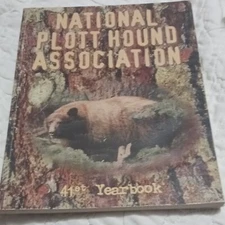 NATIONAL
PLOTT HOUND
ASSOCIATION
41st Yearbook